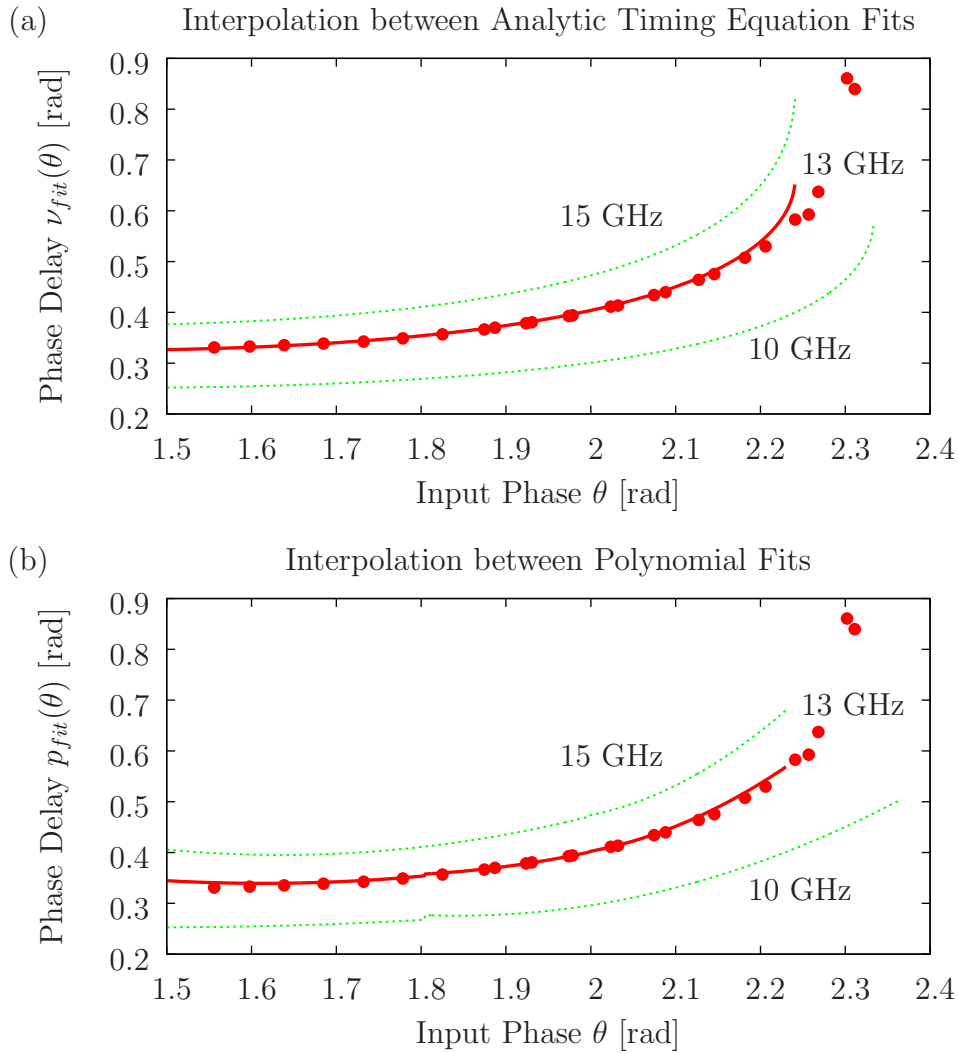 (a) Interpolation between Analytic Timing Equation Fits
Phase Delay ν_fit(θ) [rad]
0.9
0.8
0.7
0.6
0.5
0.4
0.3
0.2
13 GHz
15 GHz
10 GHz
1.5 1.6 1.7 1.8 1.9 2 2.1 2.2 2.3 2.4
Input Phase θ [rad]
(b) Interpolation between Polynomial Fits
Phase Delay p_fit(θ) [rad]
0.9
0.8
0.7
0.6
0.5
0.4
0.3
0.2
13 GHz
15 GHz
10 GHz
1.5 1.6 1.7 1.8 1.9 2 2.1 2.2 2.3 2.4
Input Phase θ [rad]